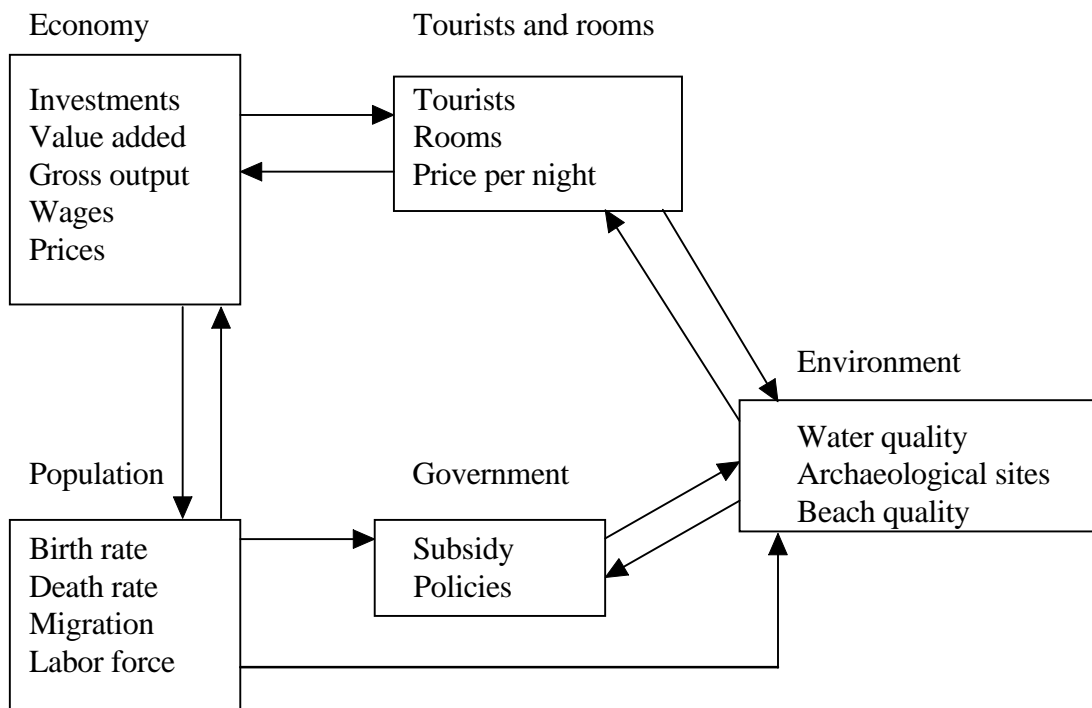 Economy
Investments
Value added
Gross output
Wages
Prices
Tourists and rooms
Tourists
Rooms
Price per night
Environment
Water quality
Archaeological sites
Beach quality
Population
Birth rate
Death rate
Migration
Labor force
Government
Subsidy
Policies